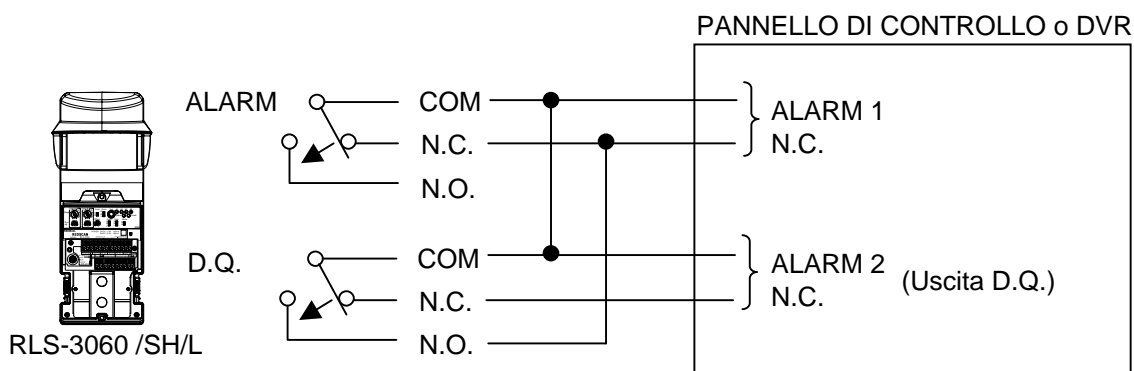 PANNELLO DI CONTROLLO o DVR
ALARM
COM
N.C.
N.O.
ALARM 1
N.C.
D.Q.
COM
N.C.
N.O.
ALARM 2
N.C.
(Uscita D.Q.)
RLS-3060 /SH/L